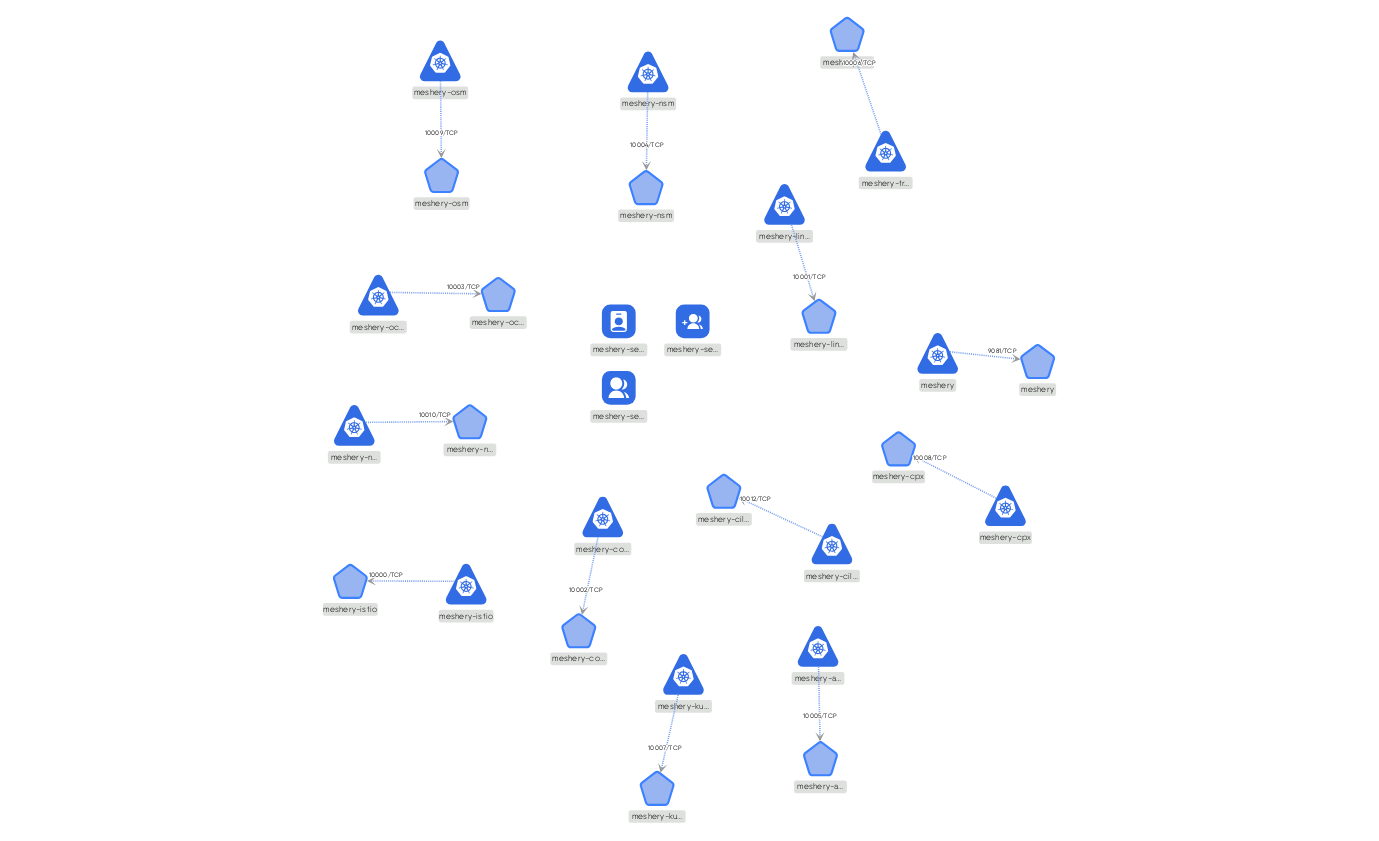 meshery-osm
10009/TCP
meshery-osm
meshery-nsm
10004/TCP
meshery-nsm
10006/TCP
meshery-tr...
meshery-lin...
10001/TCP
meshery-lin...
meshery-oc...
10003/TCP
meshery-oc...
meshery-se...
meshery-se...
meshery-se...
meshery
9081/TCP
meshery
meshery-n...
10010/TCP
meshery-n...
10008/TCP
meshery-cpx
meshery-cpx
10012/TCP
meshery-cil...
meshery-cil...
meshery-co...
10002/TCP
meshery-co...
10000/TCP
meshery-istio
meshery-istio
meshery-ku...
10007/TCP
meshery-ku...
meshery-a...
10005/TCP
meshery-a...